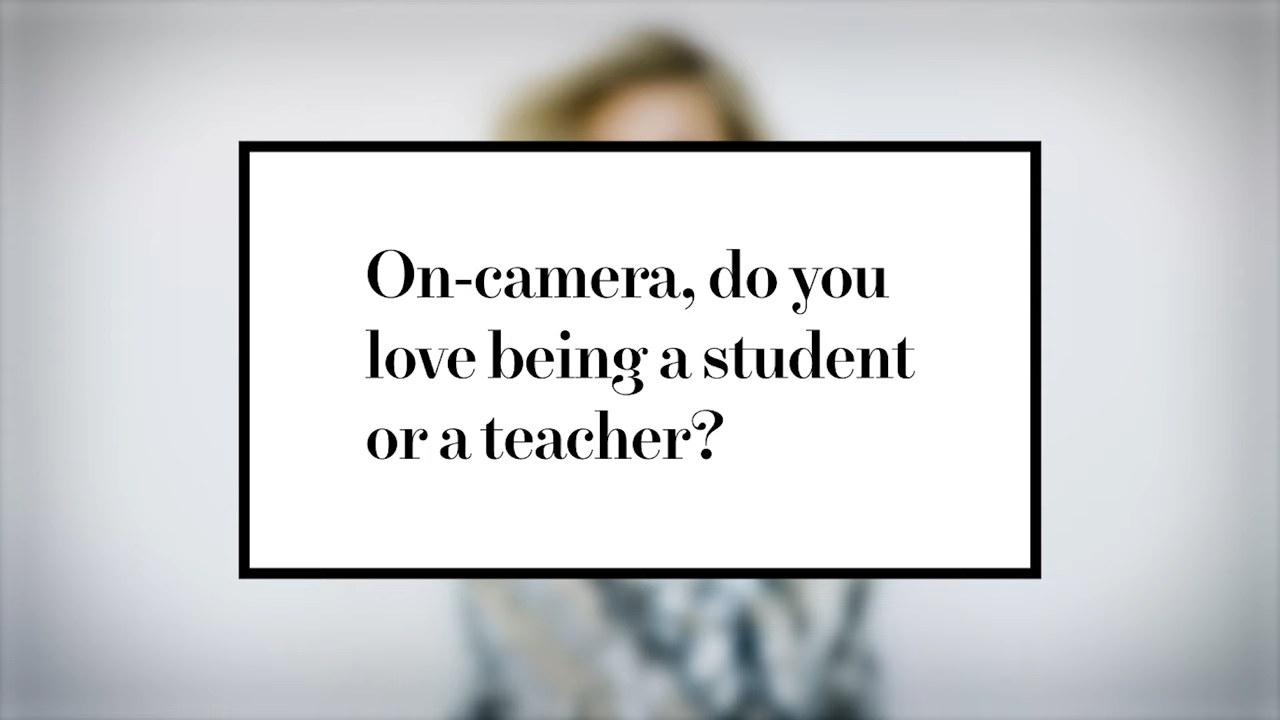 On-camera, do you
love being a student
or a teacher?